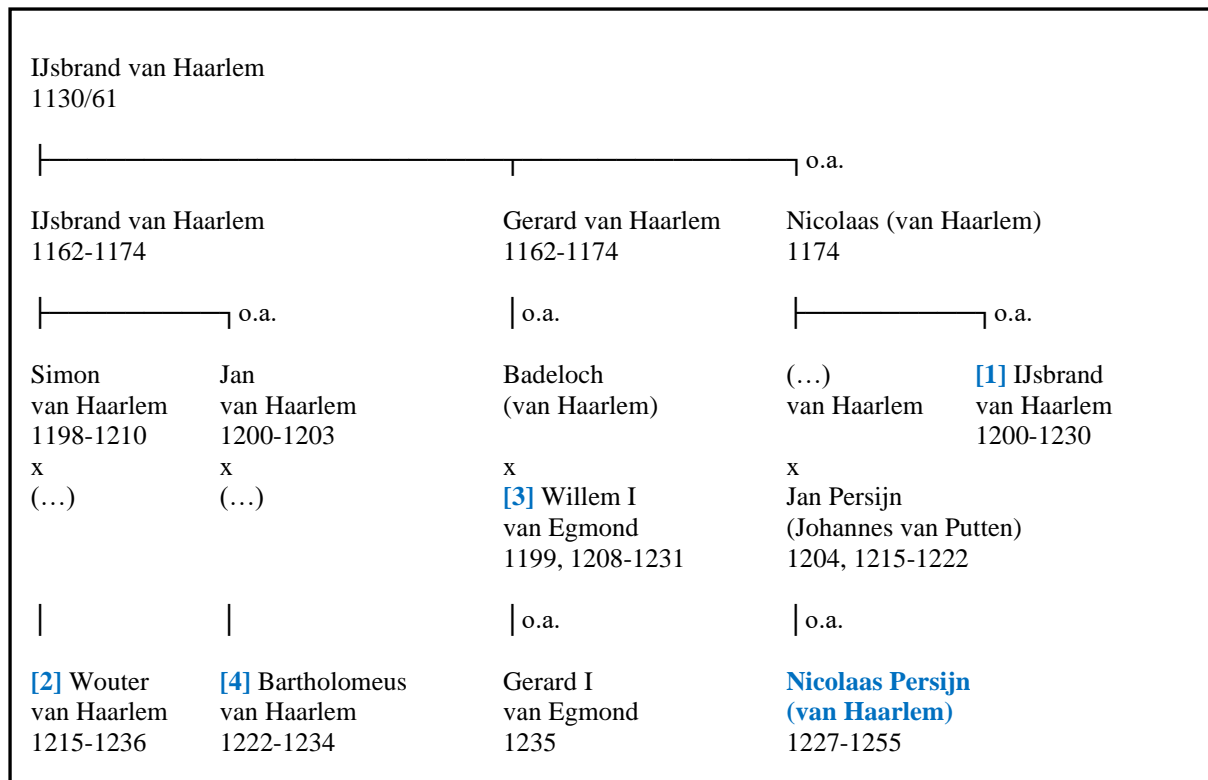 IJsbrand van Haarlem
1130/61
o.a.
IJsbrand van Haarlem Gerard van Haarlem Nicolaas (van Haarlem)
1162-1174 1162-1174 1174
o.a. o.a. o.a.
Simon Jan Badeloch (…) [1] IJsbrand
van Haarlem van Haarlem (van Haarlem) van Haarlem van Haarlem
1198-1210 1200-1203 1200-1230
x x x x
(…) (…) [3] Willem I Jan Persijn
van Egmond (Johannes van Putten)
1199, 1208-1231 1204, 1215-1222
o.a. o.a.
[2] Wouter [4] Bartholomeus Gerard I Nicolaas Persijn
van Haarlem van Haarlem van Egmond (van Haarlem)
1215-1236 1222-1234 1235 1227-1255